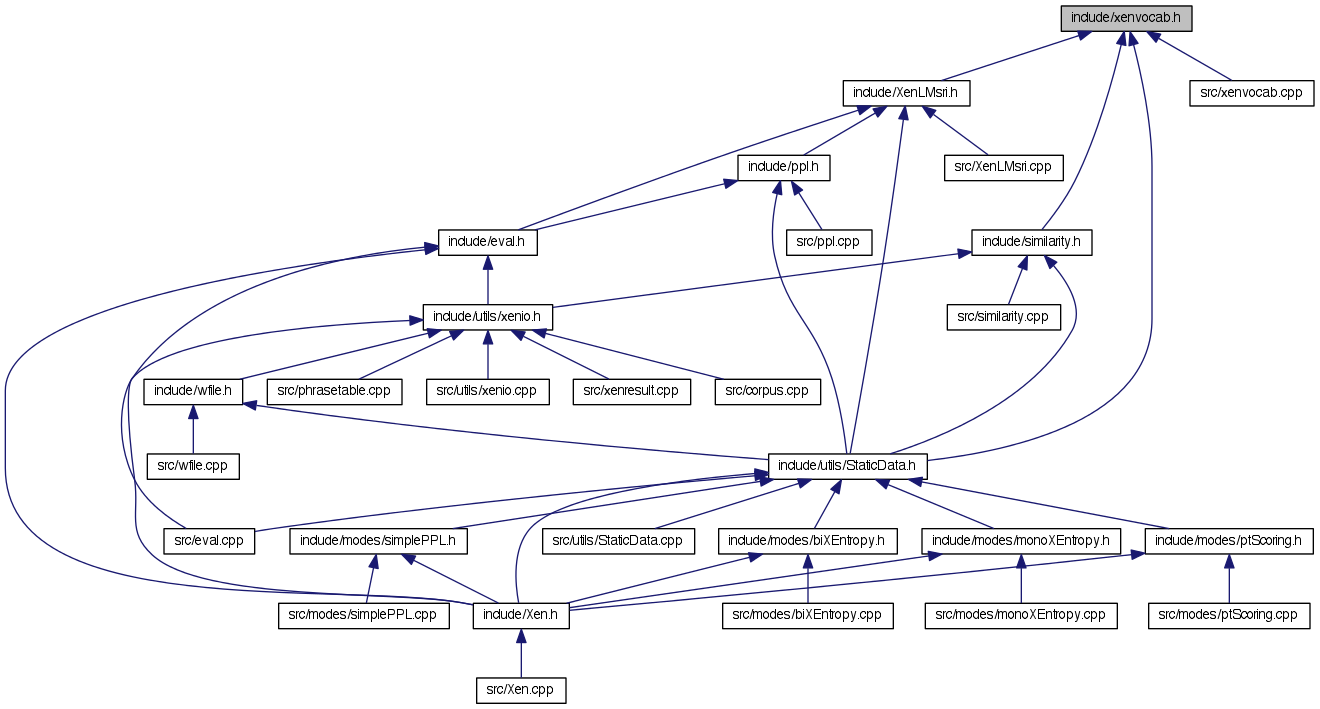 include/xenvocab.h
include/XenLMsri.h
src/xenvocab.cpp
include/ppl.h
src/XenLMsri.cpp
include/eval.h
src/ppl.cpp
include/similarity.h
include/utils/xenio.h
src/similarity.cpp
include/wfile.h
src/phrasetable.cpp
src/utils/xenio.cpp
src/xenresult.cpp
src/corpus.cpp
src/wfile.cpp
include/utils/StaticData.h
src/eval.cpp
include/modes/simplePPL.h
src/utils/StaticData.cpp
include/modes/biXEntropy.h
include/modes/monoXEntropy.h
include/modes/ptScoring.h
src/modes/simplePPL.cpp
include/Xen.h
src/modes/biXEntropy.cpp
src/modes/monoXEntropy.cpp
src/modes/ptScoring.cpp
src/Xen.cpp